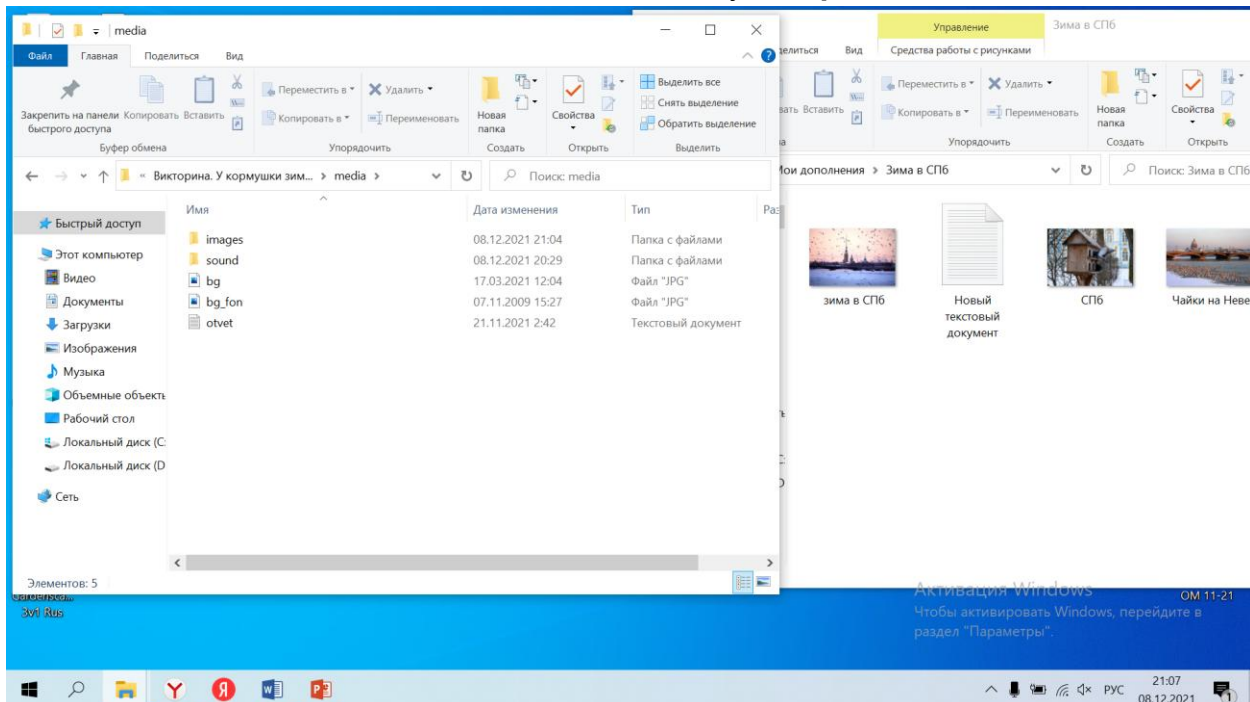 media
Файл Главная Поделиться Вид
Закрепить на панели быстрого доступа
Копировать Вставить
Переместить в Удалить
Копировать в Переименовать
Новая папка
Свойства
Выделить все
Снять выделение
Обратить выделение
Буфер обмена Упорядочить Создать Открыть Выделить
« Викторина. У кормушки зим... › media ›
Поиск: media
Имя Дата изменения Тип Раз
images 08.12.2021 21:04 Папка с файлами
sound 08.12.2021 20:29 Папка с файлами
bg 17.03.2021 12:04 Файл "JPG"
bg_fon 07.11.2009 15:27 Файл "JPG"
otvet 21.11.2021 2:42 Текстовый документ
Быстрый доступ
Этот компьютер
Видео
Документы
Загрузки
Изображения
Музыка
Объемные объекть
Рабочий стол
Локальный диск (C:
Локальный диск (D
Сеть
Элементов: 5
Управление Зима в СПб
делиться Вид Средства работы с рисунками
вать Вставить
Переместить в Удалить
Копировать в Переименовать
Новая папка
Свойства
а Упорядочить Создать Открыть
Мои дополнения › Зима в СПб
Поиск: Зима в СПб
зима в СПб
Новый
текстовый
документ
СПб
Чайки на Неве
3v1 Rus
OM 11-21
Активация Windows
Чтобы активировать Windows, перейдите в
раздел "Параметры".
РУС
21:07
08.12.2021
1